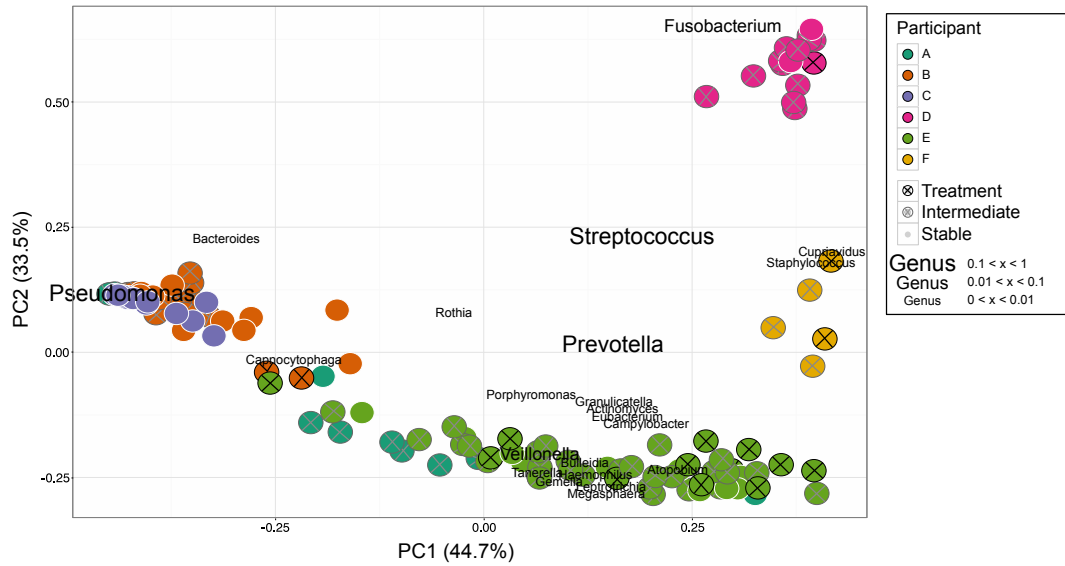 Fusobacterium
0.50
0.25
Bacteroides
Streptococcus
Cupriavidus
Staphylococcus
Pseudomonas
Rothia
0.00
Prevotella
Capnocytophaga
Porphyromonas
Granulicatella
Actinomyces
Eubacterium
Campylobacter
Veillonella
Bulleidia
Tanerella
Haemophilus
Atopobium
Gemella
Leptotrichia
Megasphaera
-0.25
-0.25
0.00
0.25
PC1 (44.7%)
PC2 (33.5%)
Participant
A
B
C
D
E
F
Treatment
Intermediate
Stable
Genus 0.1 < x < 1
Genus 0.01 < x < 0.1
Genus 0 < x < 0.01